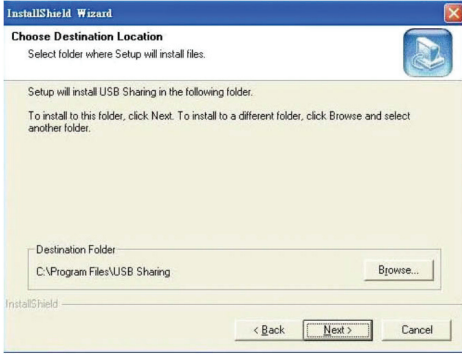 InstallShield Wizard
Choose Destination Location
Select folder where Setup will install files.
Setup will install USB Sharing in the following folder.
To install to this folder, click Next. To install to a different folder, click Browse and select
another folder.
Destination Folder
C:\Program Files\USB Sharing
Browse...
InstallShield
< Back
Next >
Cancel